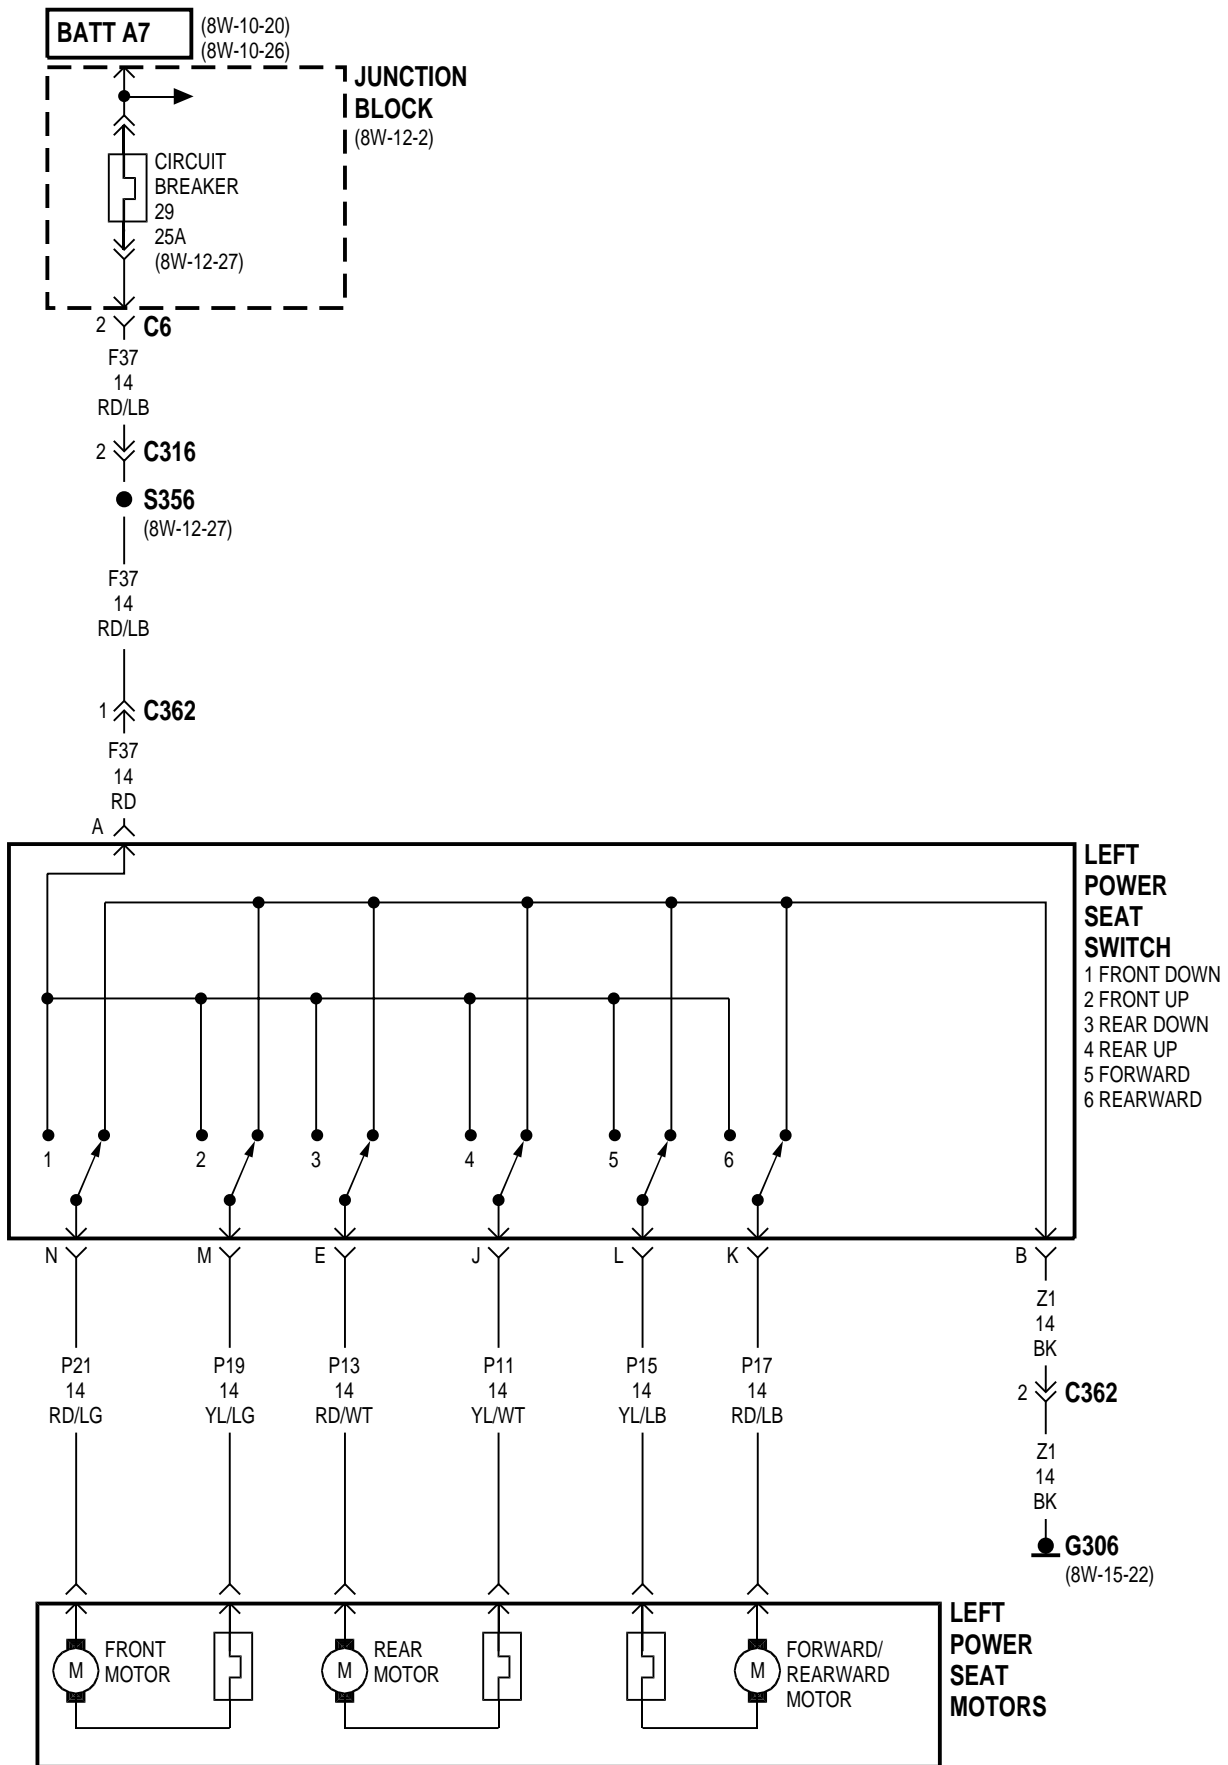 BATT A7
(8W-10-20)
(8W-10-26)
JUNCTION
BLOCK
(8W-12-2)
CIRCUIT
BREAKER
29
25A
(8W-12-27)
2 C6
F37
14
RD/LB
2 C316
S356
(8W-12-27)
F37
14
RD/LB
1 C362
F37
14
RD
A
LEFT
POWER
SEAT
SWITCH
1 FRONT DOWN
2 FRONT UP
3 REAR DOWN
4 REAR UP
5 FORWARD
6 REARWARD
1 2 3 4 5 6
N M E J L K B
Z1
14
BK
P21 P19 P13 P11 P15 P17
14 14 14 14 14 14
RD/LG YL/LG RD/WT YL/WT YL/LB RD/LB
2 C362
Z1
14
BK
G306
(8W-15-22)
LEFT
POWER
SEAT
MOTORS
M FRONT
MOTOR
M REAR
MOTOR
M FORWARD/
REARWARD
MOTOR